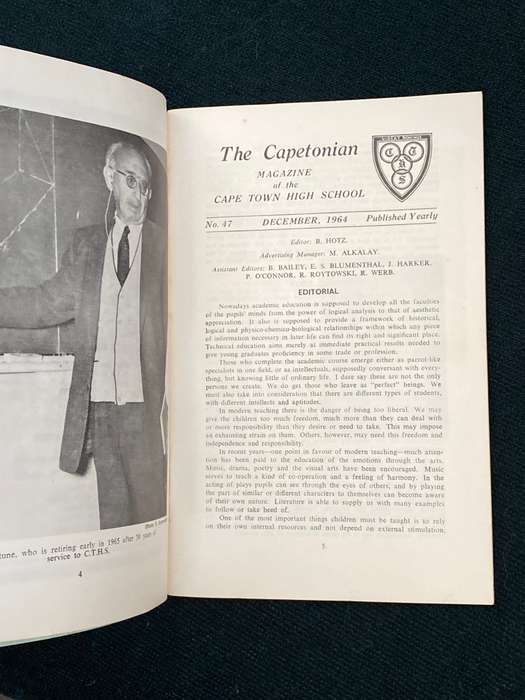 ...une, who is retiring early in 1965 after 36 years of
service to C.T.H.S.
4
The Capetonian
MAGAZINE
of the
CAPE TOWN HIGH SCHOOL
C T
H
S
No. 47 DECEMBER, 1964 Published Yearly
Editor: B. HOTZ.
Advertising Manager: M. ALKALAY.
Assistant Editors: B. BAILEY, E. S. BLUMENTHAL, J. HARKER,
P. O'CONNOR, R. ROYTOWSKI, R. WERB.
EDITORIAL
Nowadays academic education is supposed to develop all the faculties
of the pupils' minds from the power of logical analysis to that of aesthetic
appreciation. It also is supposed to provide a framework of historical,
logical and physico-chemico-biological relationships within which any piece
of information necessary in later life can find its right and significant place.
Technical education aims merely at immediate practical results needed to
give young graduates proficiency in some trade or profession.
Those who complete the academic course emerge either as parrot-like
specialists in one field, or as intellectuals, supposedly conversant with every-
thing, but knowing little of ordinary life. I dare say these are not the only
persons we create. We do get those who leave as "perfect" beings. We
must also take into consideration that there are different types of students,
with different intellects and aptitudes.
In modern teaching there is the danger of being too liberal. We may
give the children too much freedom, much more than they can deal with
or more responsibility than they desire or need to take. This may impose
an exhausting strain on them. Others, however, may need this freedom and
independence and responsibility.
In recent years—one point in favour of modern teaching—much atten-
tion has been paid to the education of the emotions through the arts.
Music, drama, poetry and the visual arts have been encouraged. Music
serves to teach a kind of co-operation and a feeling of harmony. In the
acting of plays pupils can see through the eyes of others, and by playing
the part of similar or different characters to themselves can become aware
of their own nature. Literature is able to supply us with many examples
to follow or take heed of.
One of the most important things children must be taught is to rely
on their own internal resources and not depend on external stimulation,
5